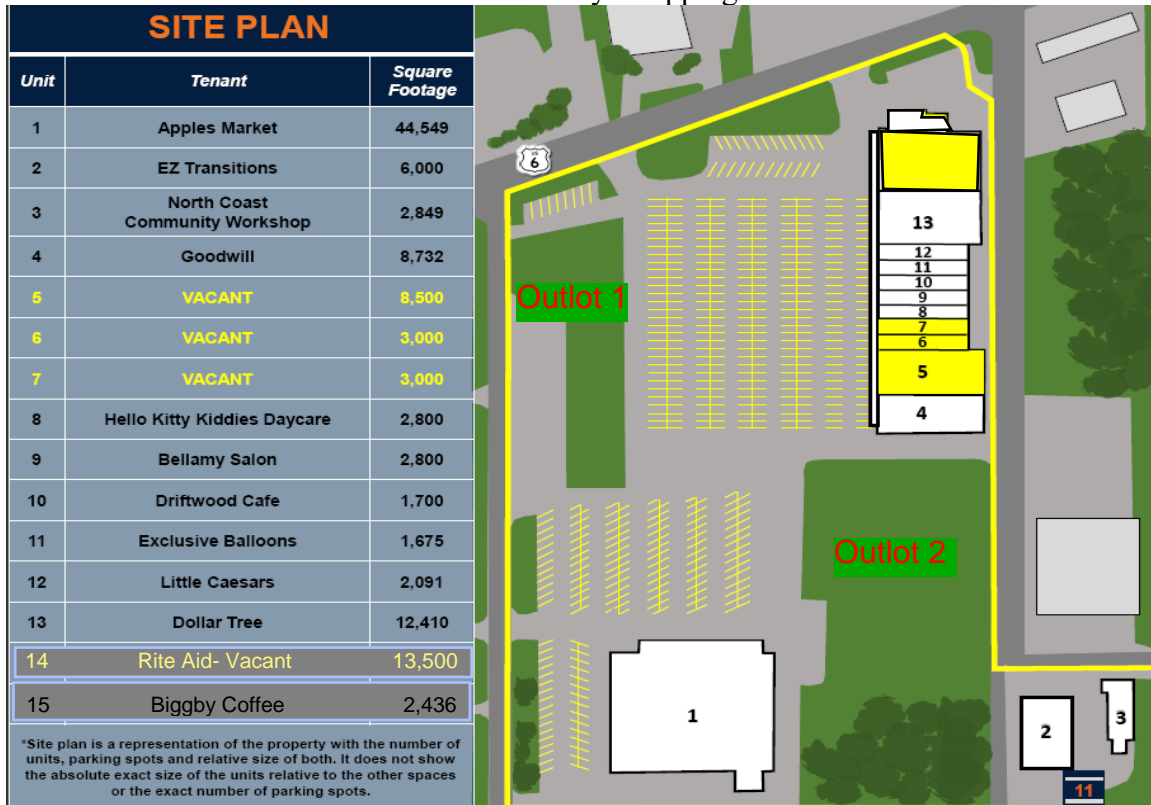 SITE PLAN
Unit Tenant Square Footage
1 Apples Market 44,549
2 EZ Transitions 6,000
3 North Coast Community Workshop 2,849
4 Goodwill 8,732
5 VACANT 8,500
6 VACANT 3,000
7 VACANT 3,000
8 Hello Kitty Kiddies Daycare 2,800
9 Bellamy Salon 2,800
10 Driftwood Cafe 1,700
11 Exclusive Balloons 1,675
12 Little Caesars 2,091
13 Dollar Tree 12,410
14 Rite Aid- Vacant 13,500
15 Biggby Coffee 2,436
*Site plan is a representation of the property with the number of
units, parking spots and relative size of both. It does not show
the absolute exact size of the units relative to the other spaces
or the exact number of parking spots.
US
6
13
12
11
10
9
8
7
6
5
4
Outlot 1
Outlot 2
1
2
3
11